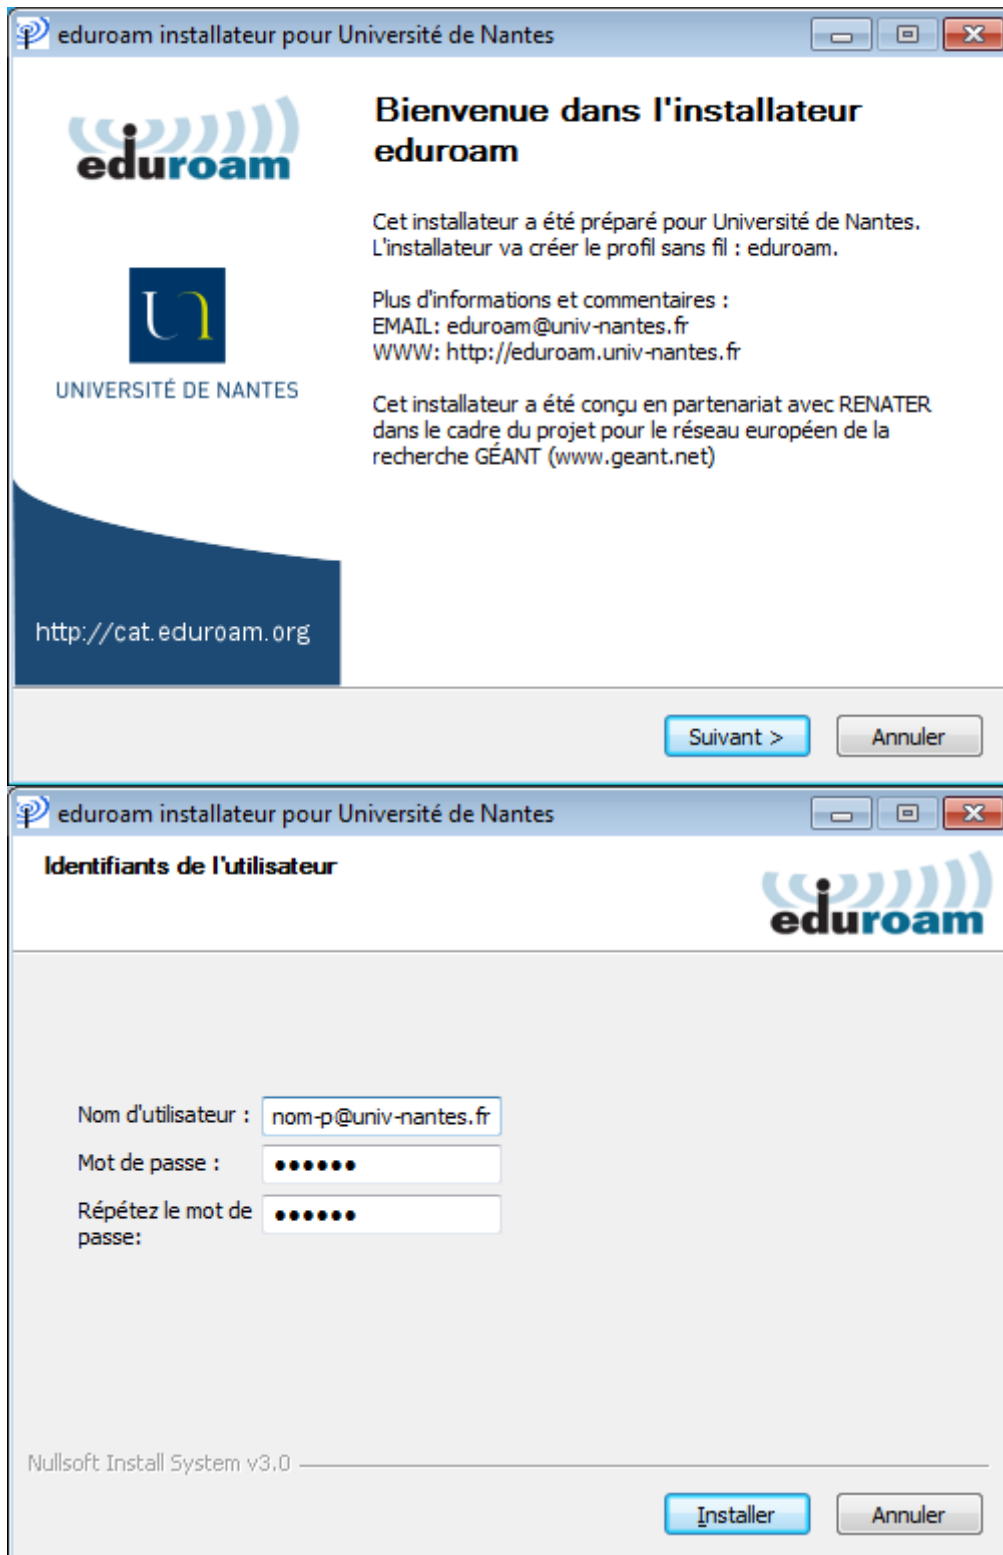 eduroam installateur pour Université de Nantes
eduroam
Bienvenue dans l'installateur
eduroam
Cet installateur a été préparé pour Université de Nantes.
L'installateur va créer le profil sans fil : eduroam.
Plus d'informations et commentaires :
EMAIL: eduroam@univ-nantes.fr
WWW: http://eduroam.univ-nantes.fr
Cet installateur a été conçu en partenariat avec RENATER
dans le cadre du projet pour le réseau européen de la
recherche GÉANT (www.geant.net)
UNIVERSITÉ DE NANTES
http://cat.eduroam.org
Suivant >
Annuler
eduroam installateur pour Université de Nantes
Identifiants de l'utilisateur
eduroam
Nom d'utilisateur : nom-p@univ-nantes.fr
Mot de passe : ●●●●●●
Répétez le mot de ●●●●●●
passe:
Nullsoft Install System v3.0
Installer
Annuler